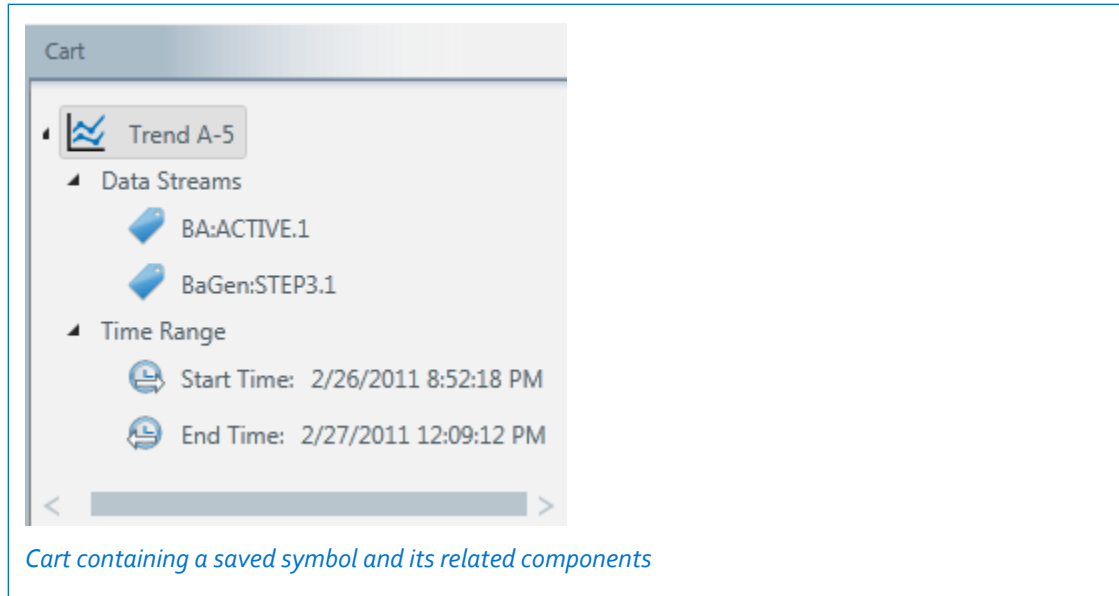 Cart
Trend A-5
Data Streams
BA:ACTIVE.1
BaGen:STEP3.1
Time Range
Start Time: 2/26/2011 8:52:18 PM
End Time: 2/27/2011 12:09:12 PM
Cart containing a saved symbol and its related components